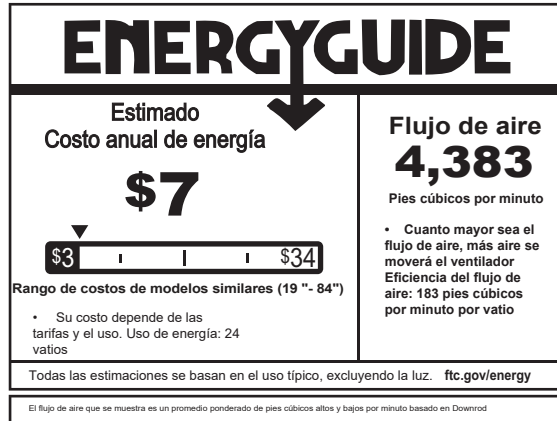 ENERGYGUIDE
Estimado
Costo anual de energía
$7
$3
$34
Rango de costos de modelos similares (19 "- 84")
• Su costo depende de las
tarifas y el uso. Uso de energía: 24
vatios
Flujo de aire
4,383
Pies cúbicos por minuto
• Cuanto mayor sea el
flujo de aire, más aire se
moverá el ventilador
Eficiencia del flujo de
aire: 183 pies cúbicos
por minuto por vatio
Todas las estimaciones se basan en el uso típico, excluyendo la luz. ftc.gov/energy
El flujo de aire que se muestra es un promedio ponderado de pies cúbicos altos y bajos por minuto basado en Downrod